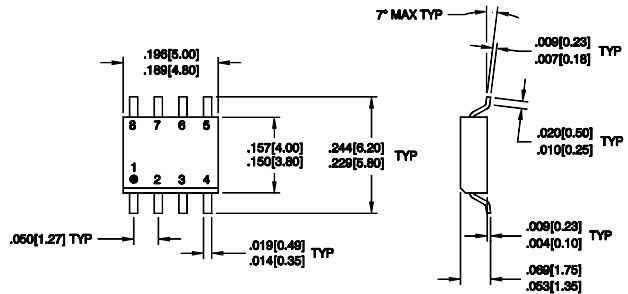 7° MAX TYP
.196[5.00]
.189[4.80]
.009[0.23]
.007[0.18] TYP
8 7 6 5
.157[4.00]
.150[3.80]
.244[6.20]
.229[5.80] TYP
.020[0.50]
.010[0.25] TYP
1
2 3 4
.050[1.27] TYP
.019[0.49]
.014[0.35] TYP
.009[0.23]
.004[0.10] TYP
.069[1.75]
.053[1.35]